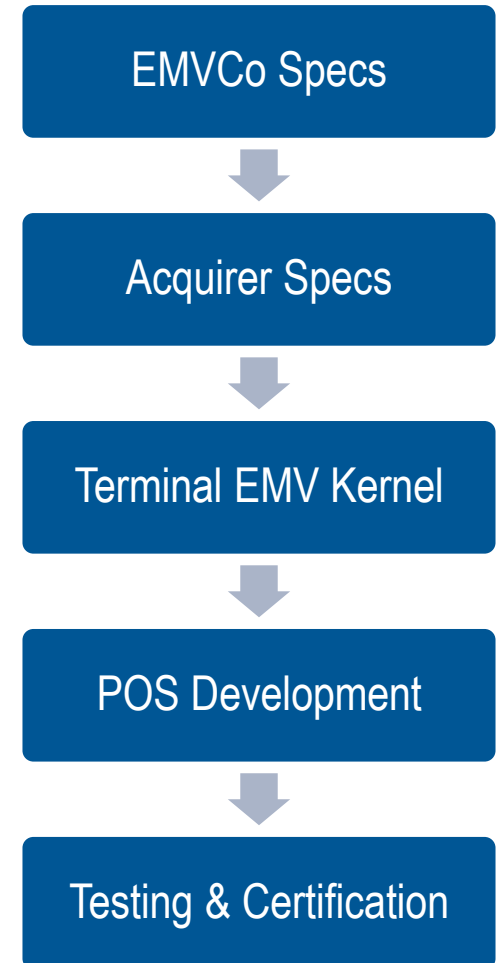 EMVCo Specs
Acquirer Specs
Terminal EMV Kernel
POS Development
Testing & Certification